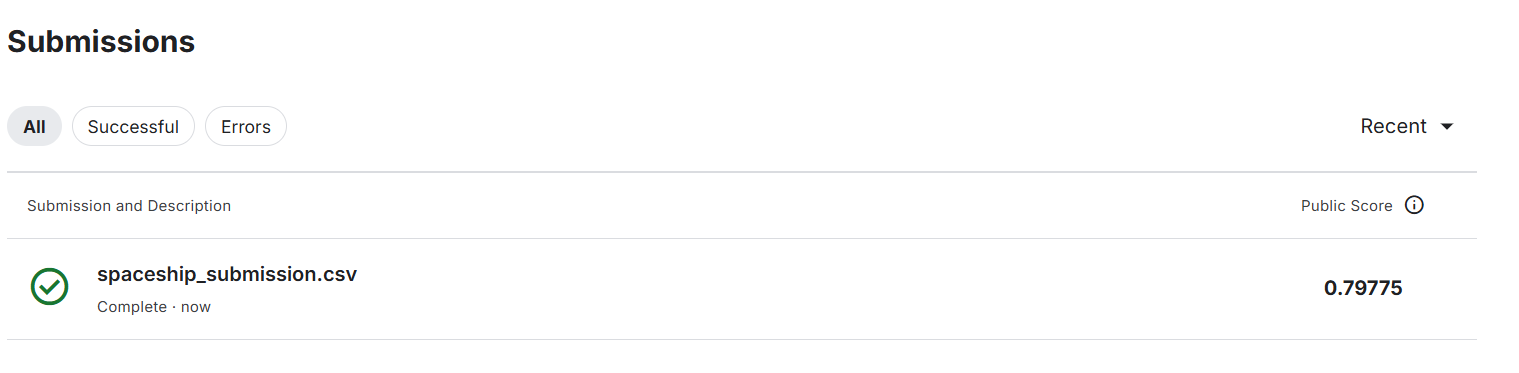 Submissions
All Successful Errors Recent
Submission and Description Public Score
spaceship_submission.csv 0.79775
Complete · now